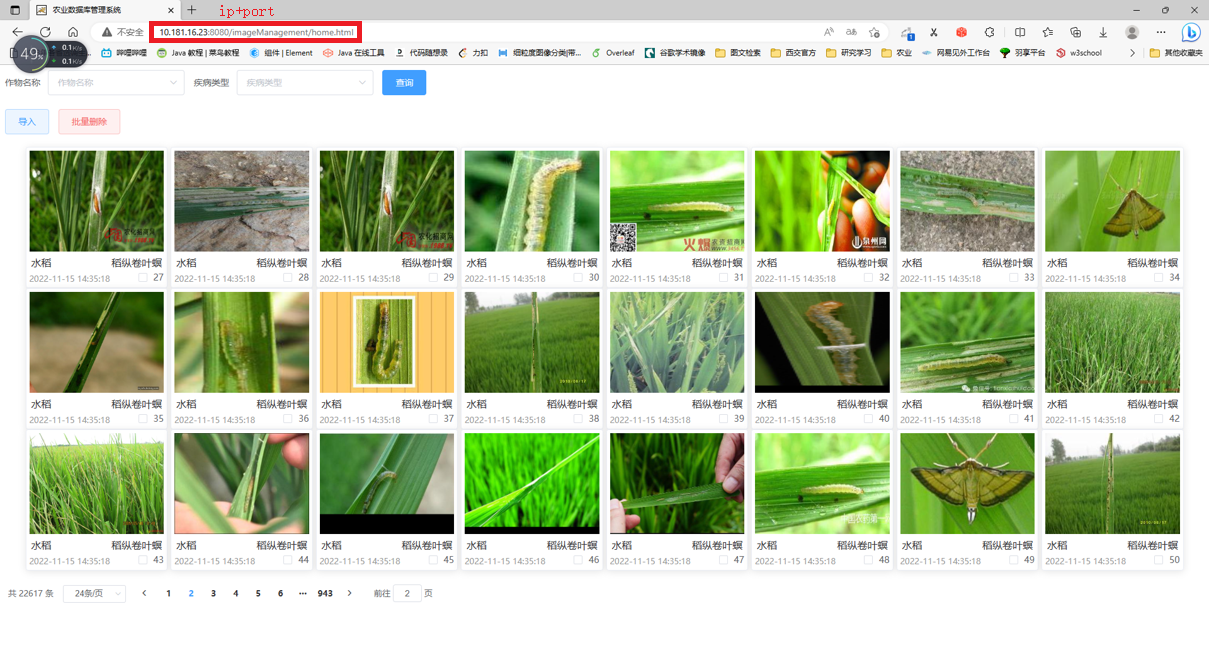 农业数据库管理系统
ip+port
不安全
10.181.16.23:8080/imageManagement/home.html
哔哩哔哩
Java 教程 | 菜鸟教程
组件 | Element
Java 在线工具
代码随想录
力扣
细粒度图像分类|带...
Overleaf
谷歌学术镜像
图文检索
西交官方
研究学习
农业
网易见外工作台
羽享平台
w3school
其他收藏夹
49%
0.1K/s
0.1K/s
作物名称
作物名称
疾病类型
疾病类型
查询
导入
批量删除
水稻 稻纵卷叶螟
2022-11-15 14:35:18 27
水稻 稻纵卷叶螟
2022-11-15 14:35:18 28
水稻 稻纵卷叶螟
2022-11-15 14:35:18 29
水稻 稻纵卷叶螟
2022-11-15 14:35:18 30
水稻 稻纵卷叶螟
2022-11-15 14:35:18 31
泉州网
水稻 稻纵卷叶螟
2022-11-15 14:35:18 32
水稻 稻纵卷叶螟
2022-11-15 14:35:18 33
水稻 稻纵卷叶螟
2022-11-15 14:35:18 34
水稻 稻纵卷叶螟
2022-11-15 14:35:18 35
水稻 稻纵卷叶螟
2022-11-15 14:35:18 36
水稻 稻纵卷叶螟
2022-11-15 14:35:18 37
水稻 稻纵卷叶螟
2022-11-15 14:35:18 38
水稻 稻纵卷叶螟
2022-11-15 14:35:18 39
水稻 稻纵卷叶螟
2022-11-15 14:35:18 40
水稻 稻纵卷叶螟
2022-11-15 14:35:18 41
水稻 稻纵卷叶螟
2022-11-15 14:35:18 42
水稻 稻纵卷叶螟
2022-11-15 14:35:18 43
水稻 稻纵卷叶螟
2022-11-15 14:35:18 44
水稻 稻纵卷叶螟
2022-11-15 14:35:18 45
水稻 稻纵卷叶螟
2022-11-15 14:35:18 46
水稻 稻纵卷叶螟
2022-11-15 14:35:18 47
水稻 稻纵卷叶螟
2022-11-15 14:35:18 48
水稻 稻纵卷叶螟
2022-11-15 14:35:18 49
水稻 稻纵卷叶螟
2022-11-15 14:35:18 50
共 22617 条 24条/页 1 2 3 4 5 6 ··· 943 前往 2 页